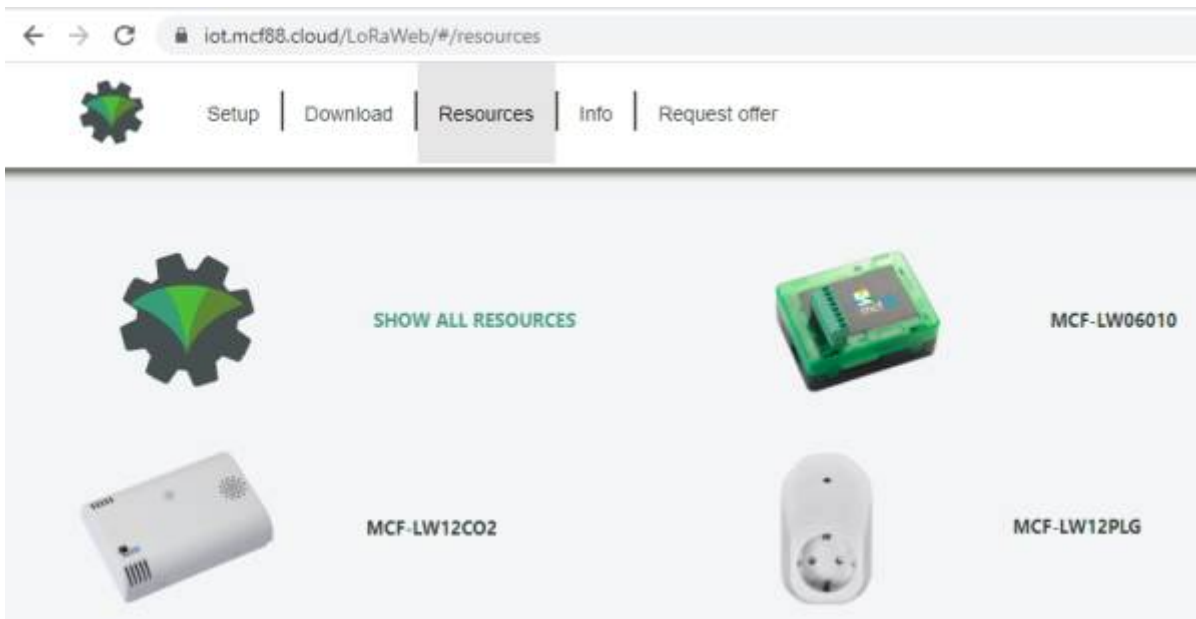 iot.mcf88.cloud/LoRaWeb/#/resources
Setup Download Resources Info Request offer
SHOW ALL RESOURCES
MCF-LW06010
MCF-LW12CO2
MCF-LW12PLG